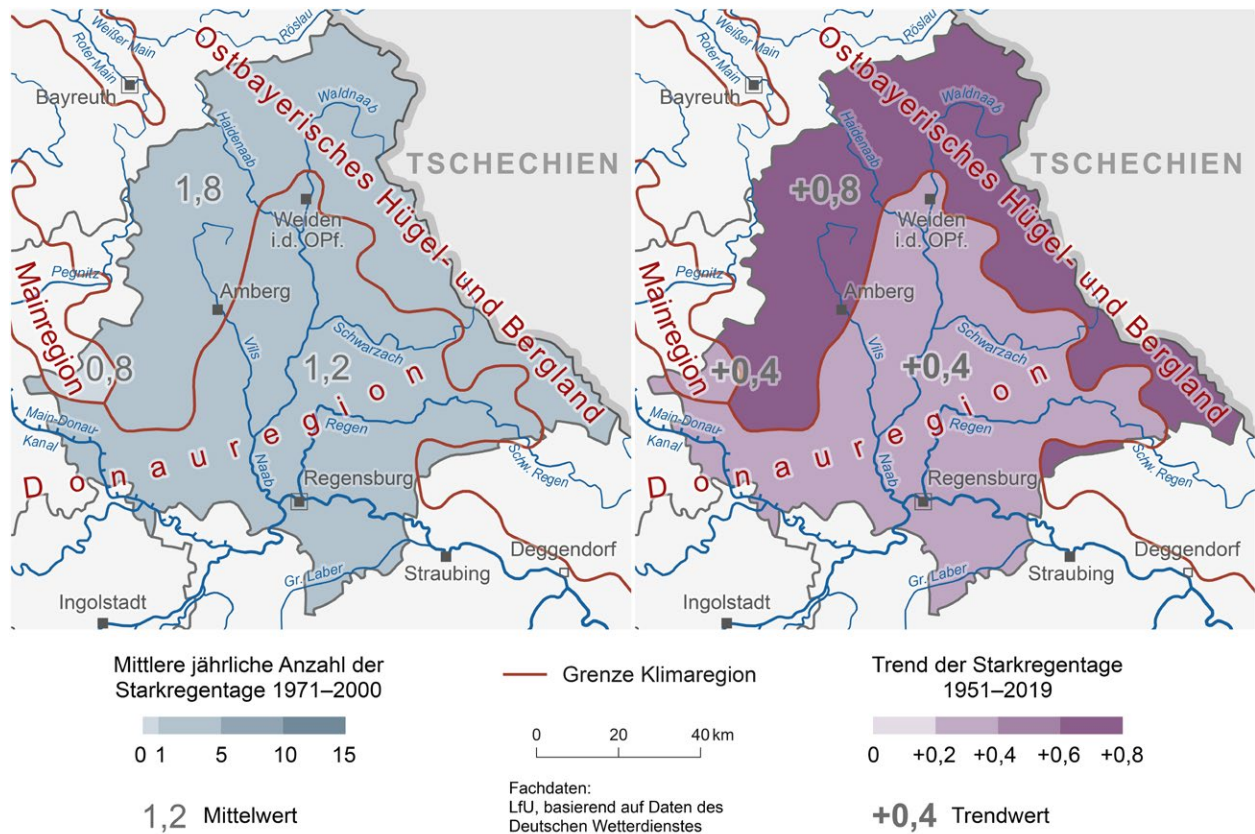 Weißer Main
Roter Main
Röslau
Bayreuth
Ostbayerisches Hügel- und Bergland
Waldnaab
Haidenaab
TSCHECHIEN
1,8
Weiden
i.d. OPf.
Pegnitz
Mainregion
Amberg
Vils
Schwarzach
0,8
1,2
Main-Donau-
Kanal
Donauregion
Regen
Naab
Schw. Regen
Regensburg
Deggendorf
Gr. Laber
Straubing
Ingolstadt
Weißer Main
Roter Main
Röslau
Bayreuth
Ostbayerisches Hügel- und Bergland
Waldnaab
Haidenaab
TSCHECHIEN
+0,8
Weiden
i.d. OPf.
Pegnitz
Mainregion
Amberg
Vils
Schwarzach
+0,4
+0,4
Main-Donau-
Kanal
Donauregion
Regen
Naab
Schw. Regen
Regensburg
Deggendorf
Gr. Laber
Straubing
Ingolstadt
Mittlere jährliche Anzahl der
Starkregentage 1971–2000
0 1 5 10 15
1,2 Mittelwert
Grenze Klimaregion
0 20 40 km
Fachdaten:
LfU, basierend auf Daten des
Deutschen Wetterdienstes
Trend der Starkregentage
1951–2019
0 +0,2 +0,4 +0,6 +0,8
+0,4 Trendwert